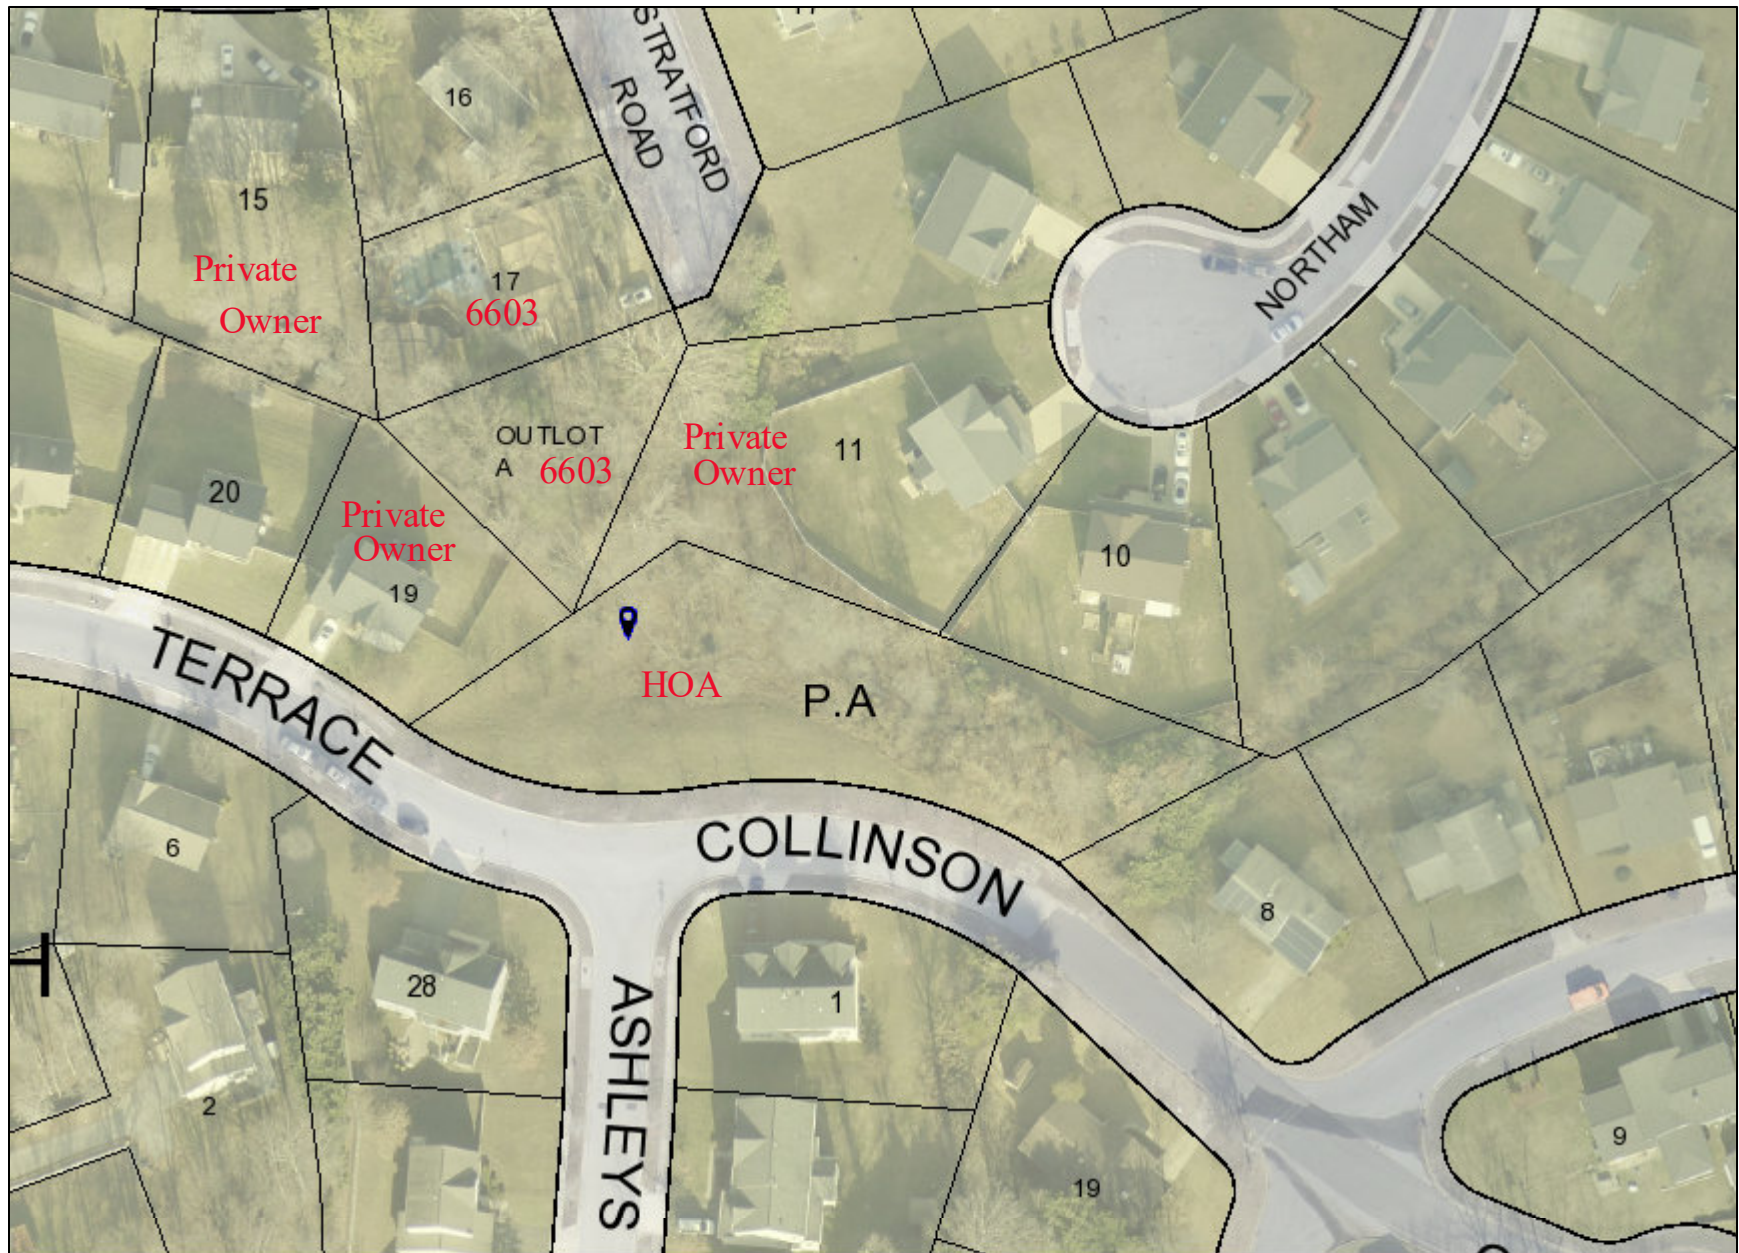 STRATFORD
ROAD
16
15
Private
Owner
17
6603
NORTHAM
OUTLOT
A 6603
Private
Owner
11
20
Private
Owner
19
10
HOA
P.A
TERRACE
COLLINSON
6
8
28
1
ASHLEYS
2
9
19